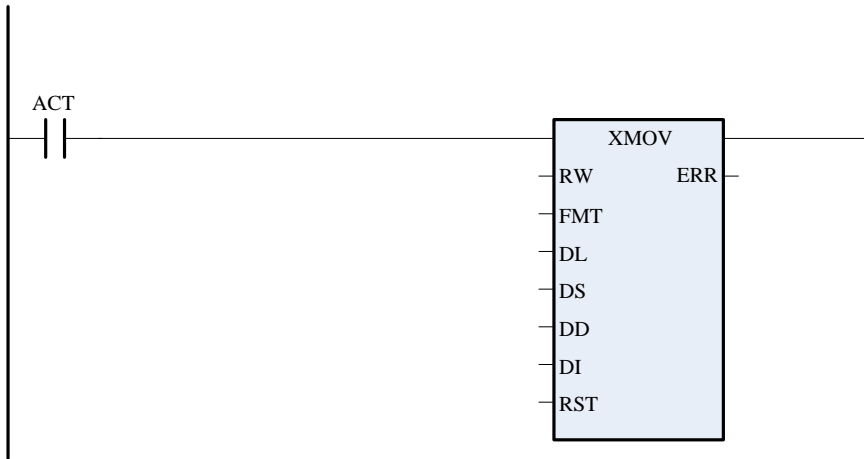 ACT
XMOV
RW ERR
FMT
DL
DS
DD
DI
RST